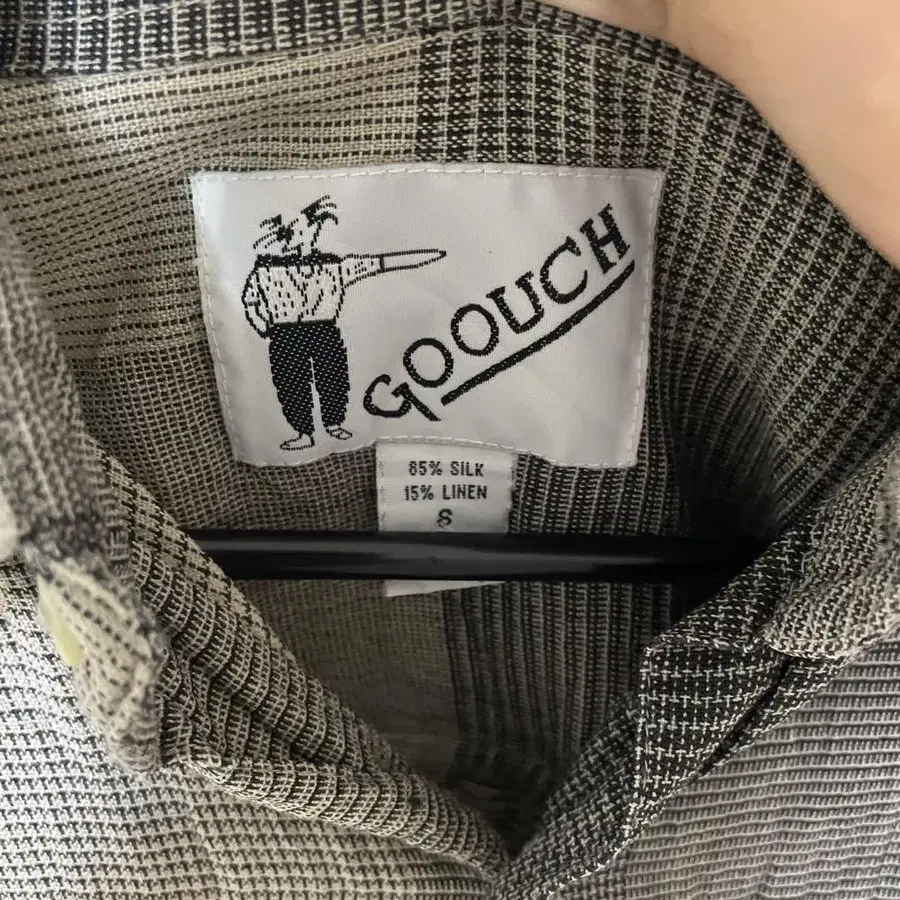 GOOUCH
85% SILK
15% LINEN
S